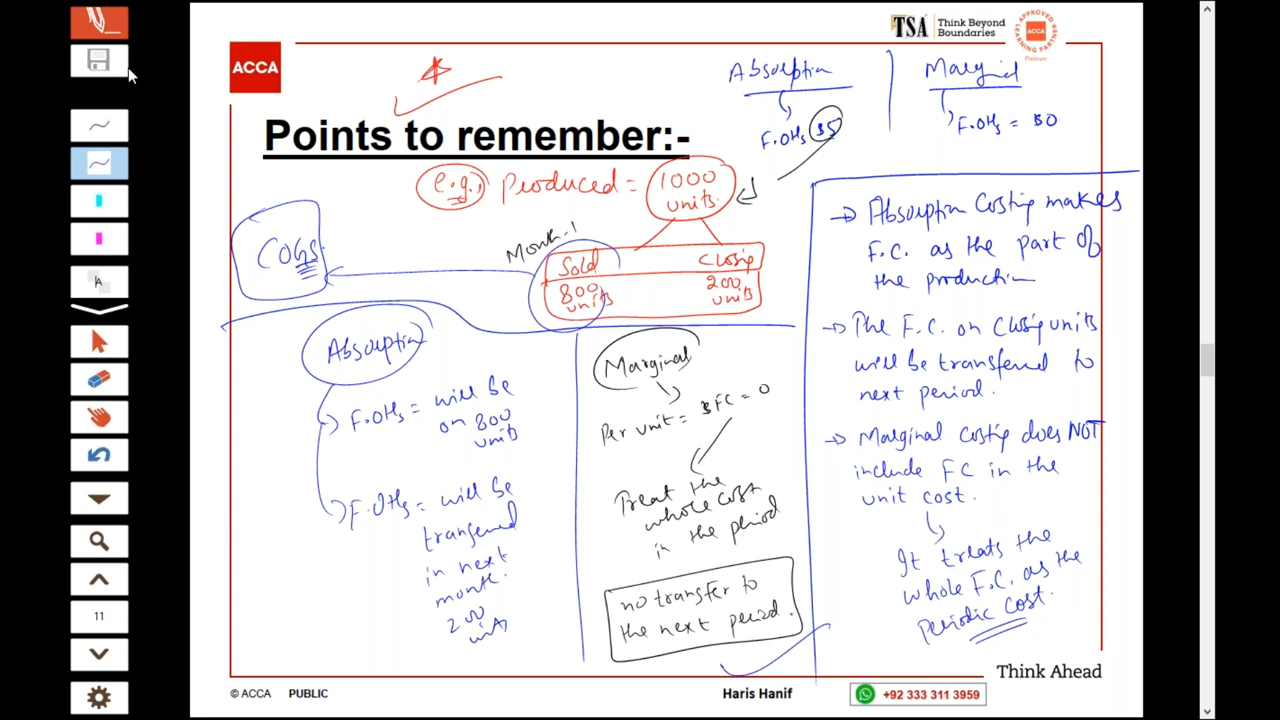 TSA
Think Beyond
Boundaries
APPROVED
LEARNING PARTNER
ACCA
Platinum
ACCA
Absorption
F.OHs $5
Marginal
F.OHs = $0
Points to remember:-
e.g., Produced = 1000
units.
Month-1
Sold
Closing
800
units
200
units
COGS.
Absorption
F.OHs = will be
on 800
units
F.OHs = will be
in next
month.
200
units
Marginal
Per unit = $FC = 0
Treat the
whole cost
in the period
no transfer to
the next period.
Absorption Costing makes
F.C. as the part of
the production
The F.C. on closing units
will be transferred to
next period.
Marginal costing does NOT
include FC in the
unit cost.
It treats the
whole F.C. as the
periodic cost.
A
11
Think Ahead
© ACCA PUBLIC
Haris Hanif
+92 333 311 3959